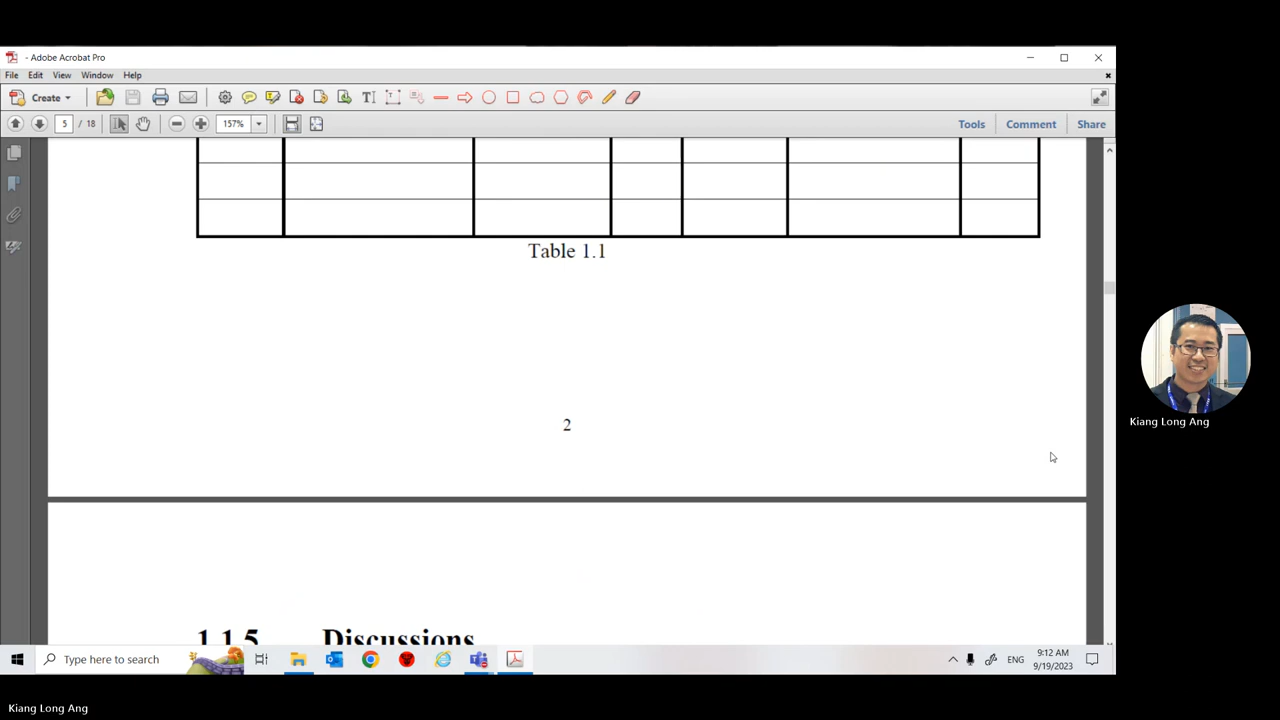 - Adobe Acrobat Pro
File Edit View Window Help
Create
5 / 18 157% Tools Comment Share
Table 1.1
2
1.1.5 Discussions
Kiang Long Ang
Type here to search
ENG
9:12 AM
9/19/2023
Kiang Long Ang